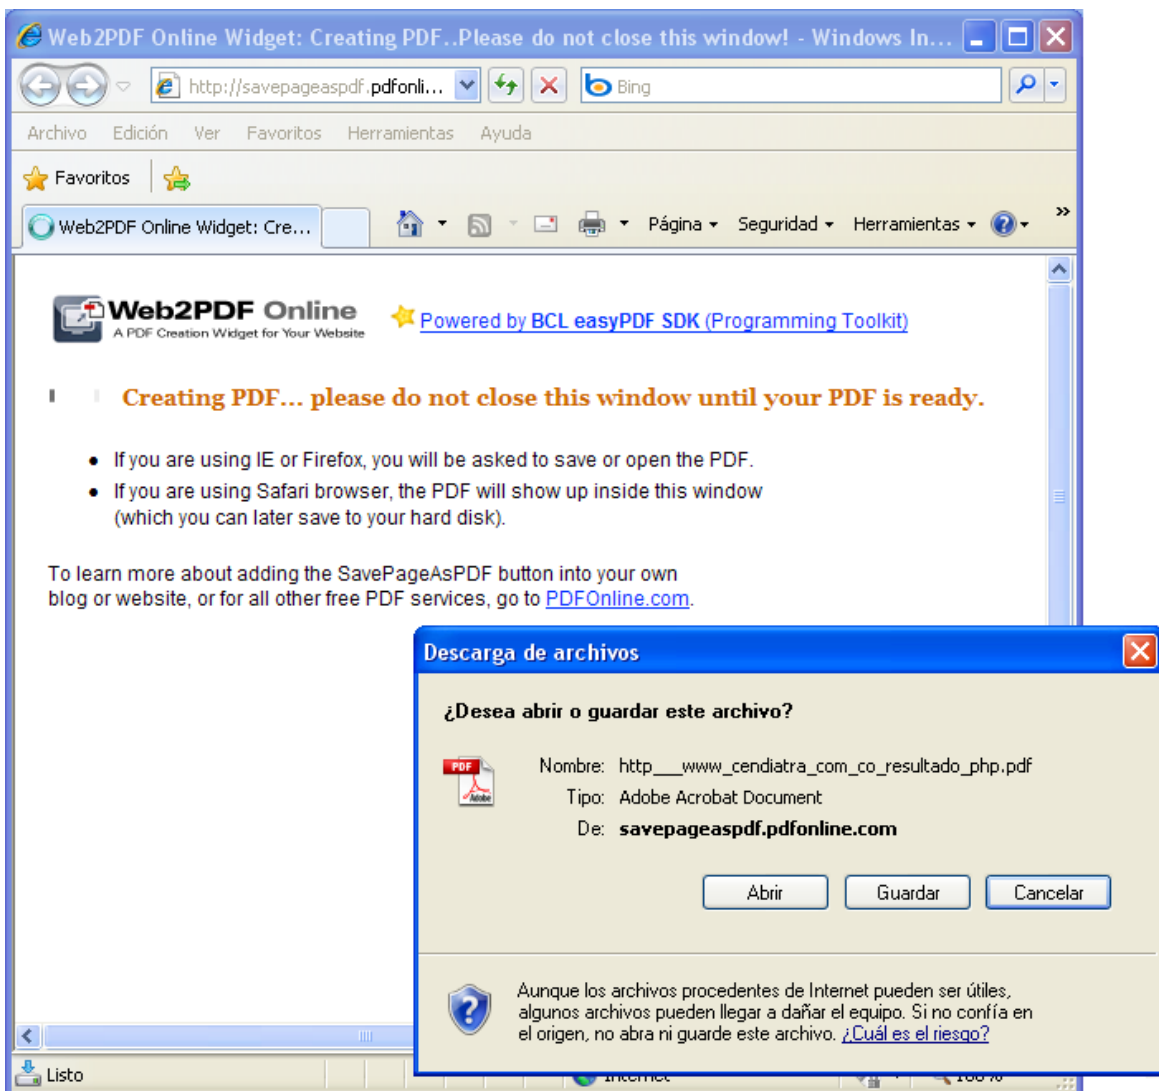 Web2PDF Online Widget: Creating PDF..Please do not close this window! - Windows In...
http://savepageaspdf.pdfonli...
Bing
Archivo Edición Ver Favoritos Herramientas Ayuda
Favoritos
Web2PDF Online Widget: Cre...
Página Seguridad Herramientas »
Web2PDF Online
A PDF Creation Widget for Your Website
Powered by BCL easyPDF SDK (Programming Toolkit)
Creating PDF... please do not close this window until your PDF is ready.
• If you are using IE or Firefox, you will be asked to save or open the PDF.
• If you are using Safari browser, the PDF will show up inside this window
(which you can later save to your hard disk).
To learn more about adding the SavePageAsPDF button into your own
blog or website, or for all other free PDF services, go to PDFOnline.com.
Descarga de archivos
¿Desea abrir o guardar este archivo?
PDF
Adobe
Nombre: http___www_cendiatra_com_co_resultado_php.pdf
Tipo: Adobe Acrobat Document
De: savepageaspdf.pdfonline.com
Abrir Guardar Cancelar
Aunque los archivos procedentes de Internet pueden ser útiles,
algunos archivos pueden llegar a dañar el equipo. Si no confía en
el origen, no abra ni guarde este archivo. ¿Cuál es el riesgo?
Listo Internet 100%